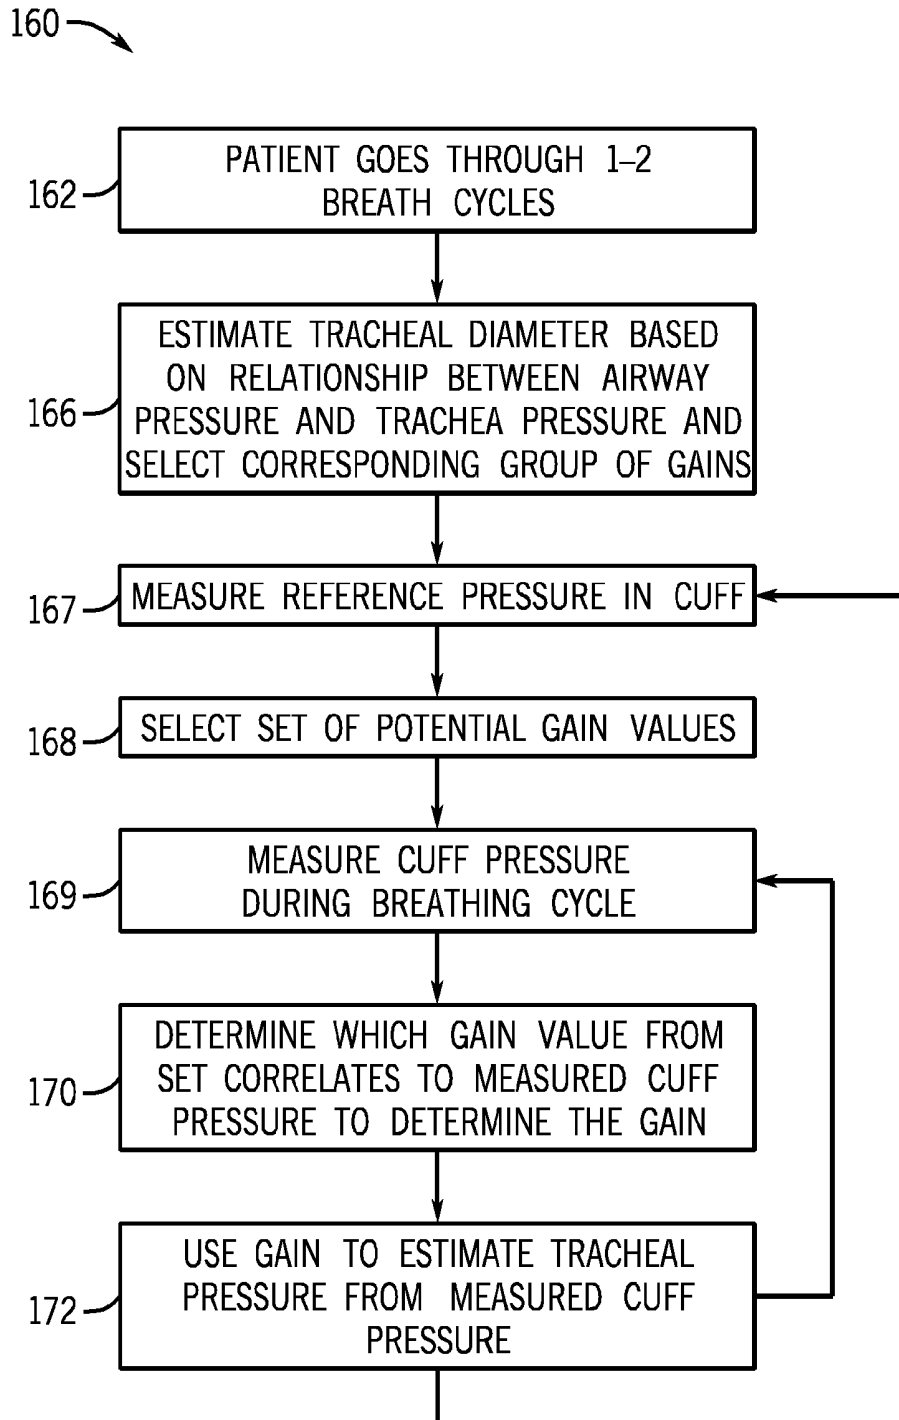 160
PATIENT GOES THROUGH 1–2
BREATH CYCLES
162
ESTIMATE TRACHEAL DIAMETER BASED
ON RELATIONSHIP BETWEEN AIRWAY
PRESSURE AND TRACHEA PRESSURE AND
SELECT CORRESPONDING GROUP OF GAINS
166
MEASURE REFERENCE PRESSURE IN CUFF
167
SELECT SET OF POTENTIAL GAIN VALUES
168
MEASURE CUFF PRESSURE
DURING BREATHING CYCLE
169
DETERMINE WHICH GAIN VALUE FROM
SET CORRELATES TO MEASURED CUFF
PRESSURE TO DETERMINE THE GAIN
170
USE GAIN TO ESTIMATE TRACHEAL
PRESSURE FROM MEASURED CUFF
PRESSURE
172